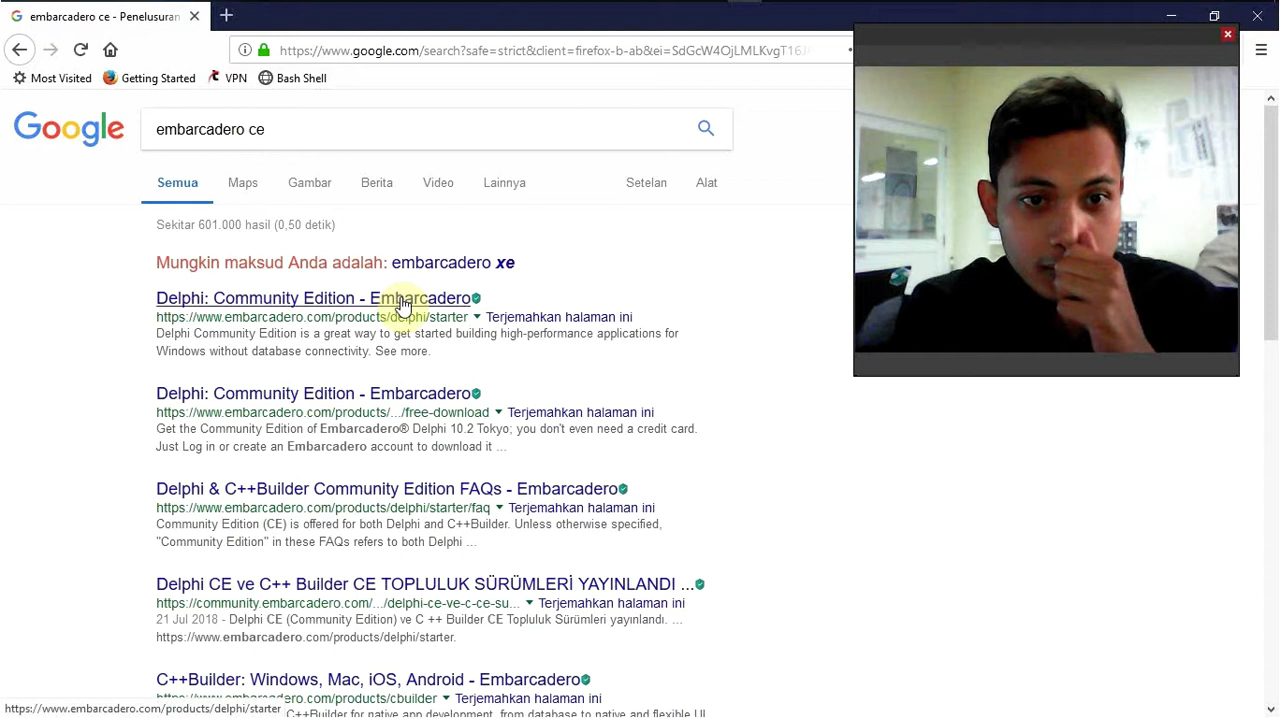 embarcadero ce - Penelusuran
https://www.google.com/search?safe=strict&client=firefox-b-ab&ei=SdGcW4OjLMLKvgT16J
Most Visited Getting Started VPN Bash Shell
Google
embarcadero ce
Semua Maps Gambar Berita Video Lainnya Setelan Alat
Sekitar 601.000 hasil (0,50 detik)
Mungkin maksud Anda adalah: embarcadero xe
Delphi: Community Edition - Embarcadero
https://www.embarcadero.com/products/delphi/starter Terjemahkan halaman ini
Delphi Community Edition is a great way to get started building high-performance applications for
Windows without database connectivity. See more.
Delphi: Community Edition - Embarcadero
https://www.embarcadero.com/products/.../free-download Terjemahkan halaman ini
Get the Community Edition of Embarcadero® Delphi 10.2 Tokyo; you don't even need a credit card.
Just Log in or create an Embarcadero account to download it ...
Delphi & C++Builder Community Edition FAQs - Embarcadero
https://www.embarcadero.com/products/delphi/starter/faq Terjemahkan halaman ini
Community Edition (CE) is offered for both Delphi and C++Builder. Unless otherwise specified,
"Community Edition" in these FAQs refers to both Delphi ...
Delphi CE ve C++ Builder CE TOPLULUK SÜRÜMLERİ YAYINLANDI ...
https://community.embarcadero.com/.../delphi-ce-ve-c-ce-su... Terjemahkan halaman ini
21 Jul 2018 - Delphi CE (Community Edition) ve C ++ Builder CE Topluluk Sürümleri yayınlandı. ...
https://www.embarcadero.com/products/delphi/starter.
C++Builder: Windows, Mac, iOS, Android - Embarcadero
https://www.embarcadero.com/products/cbuilder Terjemahkan halaman ini
https://www.embarcadero.com/products/delphi/starter
C++Builder for native app development, from database to native and flexible UI